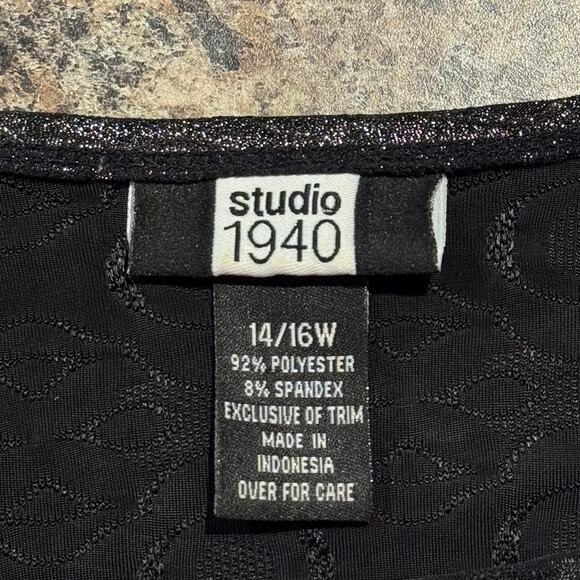 studio
1940
14/16W
92% POLYESTER
8% SPANDEX
EXCLUSIVE OF TRIM
MADE IN
INDONESIA
OVER FOR CARE